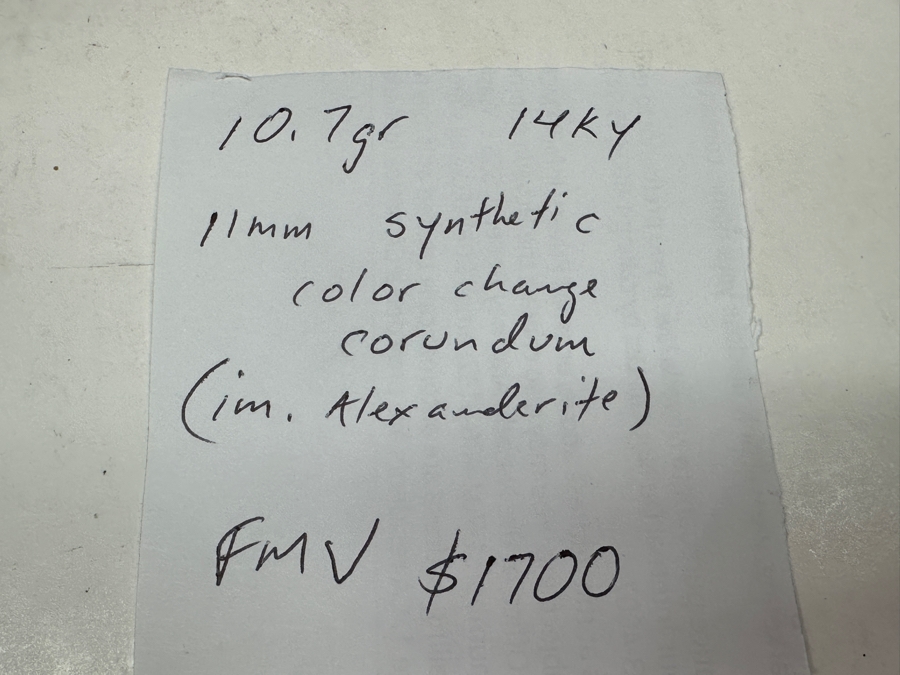 10.7gr 14KY
11mm synthetic
color change
corundum
(im. Alexanderite)
FMV $1700